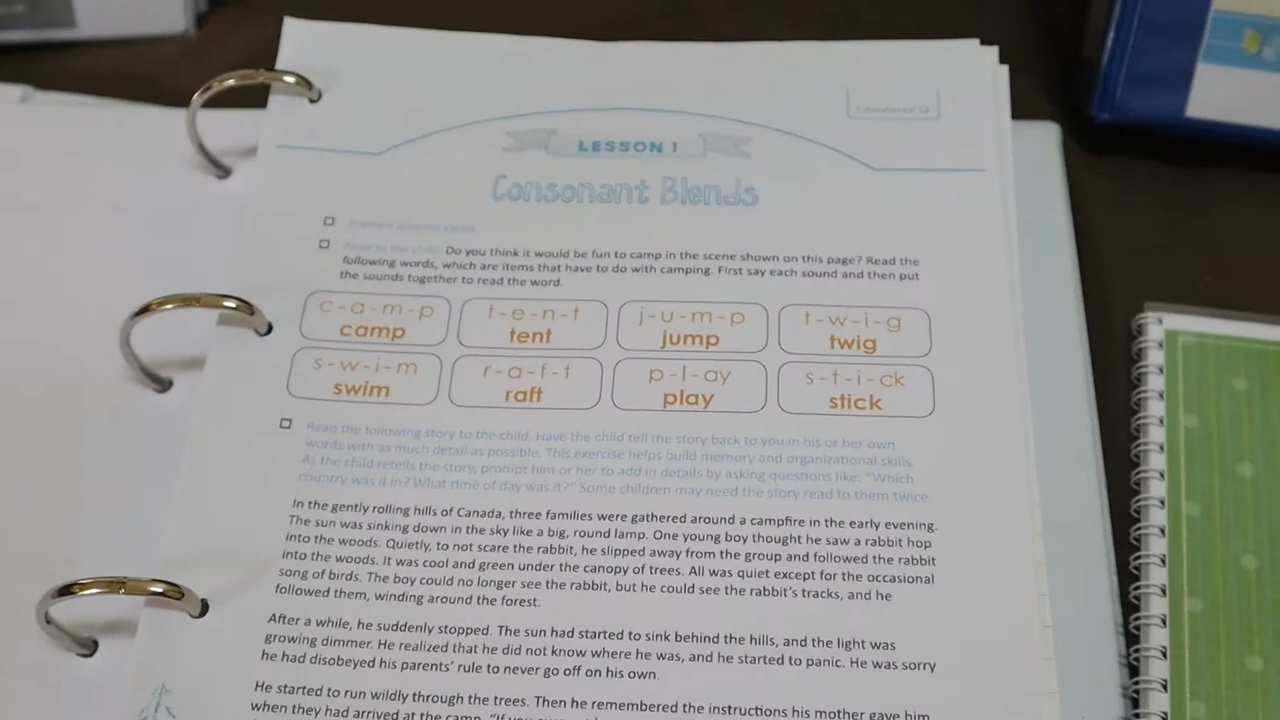 LESSON 1
Consonant Blends
Do you think it would be fun to camp in the scene shown on this page? Read the
following words, which are items that have to do with camping. First say each sound and then put
the sounds together to read the word.
c-a-m-p t-e-n-t j-u-m-p t-w-i-g
camp tent jump twig
s-w-i-m r-a-f-t p-l-ay s-t-i-ck
swim raft play stick
Read the following story to the child. Have the child tell the story back to you in his or her own
words with as much detail as possible. This exercise helps build memory and organizational skills.
As the child retells the story, prompt him or her to add in details by asking questions like: "Which
country was it in? What time of day was it?" Some children may need the story read to them twice.
In the gently rolling hills of Canada, three families were gathered around a campfire in the early evening.
The sun was sinking down in the sky like a big, round lamp. One young boy thought he saw a rabbit hop
into the woods. Quietly, to not scare the rabbit, he slipped away from the group and followed the rabbit
into the woods. It was cool and green under the canopy of trees. All was quiet except for the occasional
song of birds. The boy could no longer see the rabbit, but he could see the rabbit's tracks, and he
followed them, winding around the forest.
After a while, he suddenly stopped. The sun had started to sink behind the hills, and the light was
growing dimmer. He realized that he did not know where he was, and he started to panic. He was sorry
he had disobeyed his parents' rule to never go off on his own.
He started to run wildly through the trees. Then he remembered the instructions his mother gave him
when they had arrived at the camp. "If you